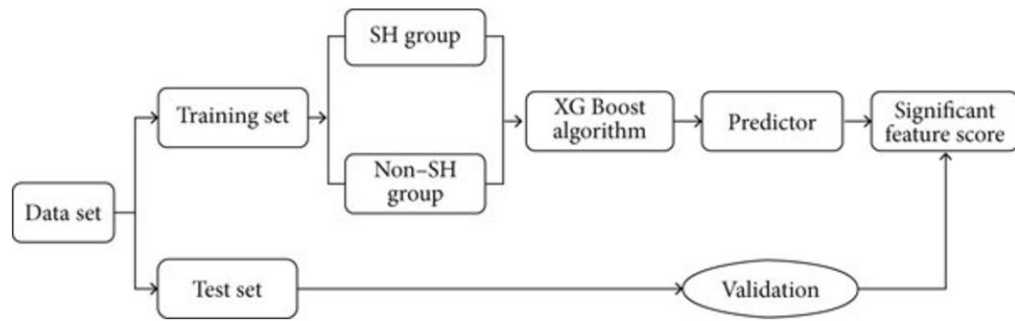 SH group
Training set
XG Boost
algorithm
Predictor
Significant
feature score
Non–SH
group
Data set
Test set
Validation